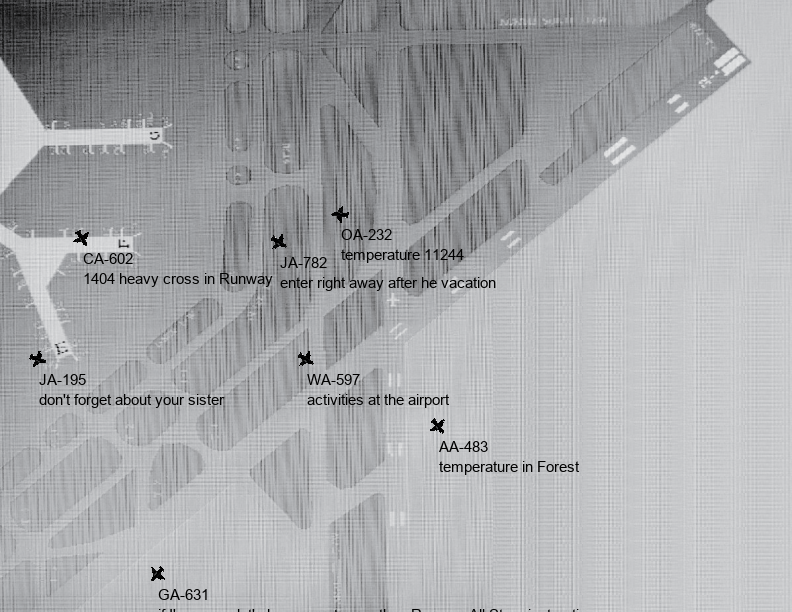 OA-232
temperature 11244
CA-602
1404 heavy cross in Runway
JA-782
enter right away after he vacation
JA-195
don't forget about your sister
WA-597
activities at the airport
AA-483
temperature in Forest
GA-631